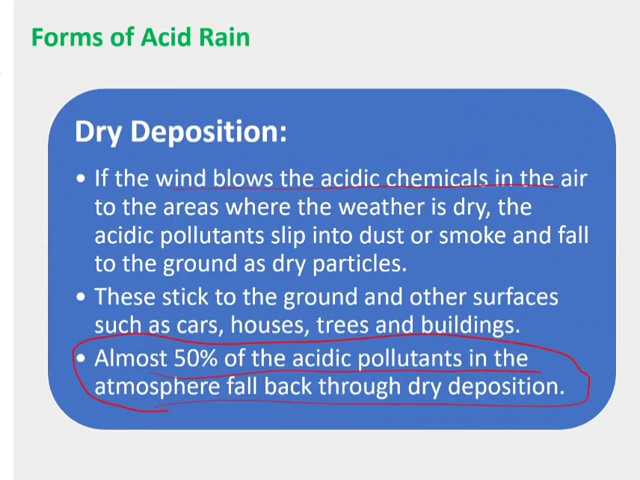 Forms of Acid Rain
Dry Deposition:
• If the wind blows the acidic chemicals in the air
to the areas where the weather is dry, the
acidic pollutants slip into dust or smoke and fall
to the ground as dry particles.
• These stick to the ground and other surfaces
such as cars, houses, trees and buildings.
• Almost 50% of the acidic pollutants in the
atmosphere fall back through dry deposition.